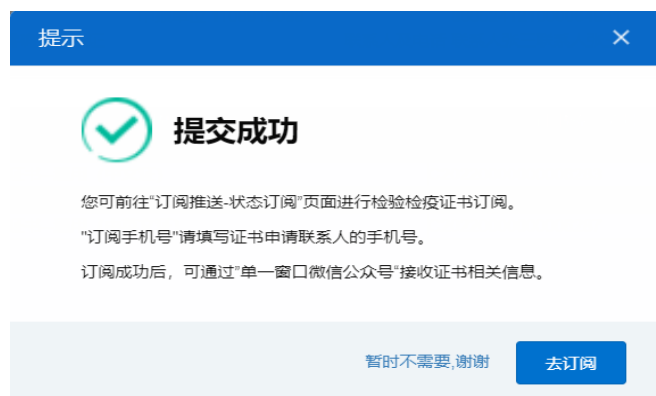 提示
提交成功
您可前往“订阅推送-状态订阅”页面进行检验检疫证书订阅。
"订阅手机号"请填写证书申请联系人的手机号。
订阅成功后，可通过”单一窗口微信公众号“接收证书相关信息。
暂时不需要,谢谢
去订阅